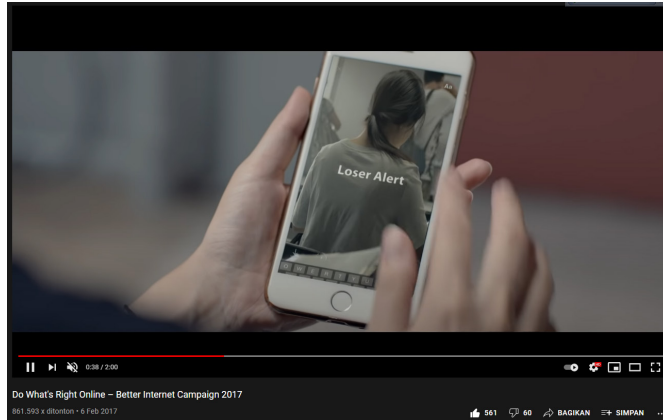 Aa
Loser Alert
0:38 / 2:00
Do What's Right Online – Better Internet Campaign 2017
861.593 x ditonton • 6 Feb 2017
561
60
BAGIKAN
SIMPAN